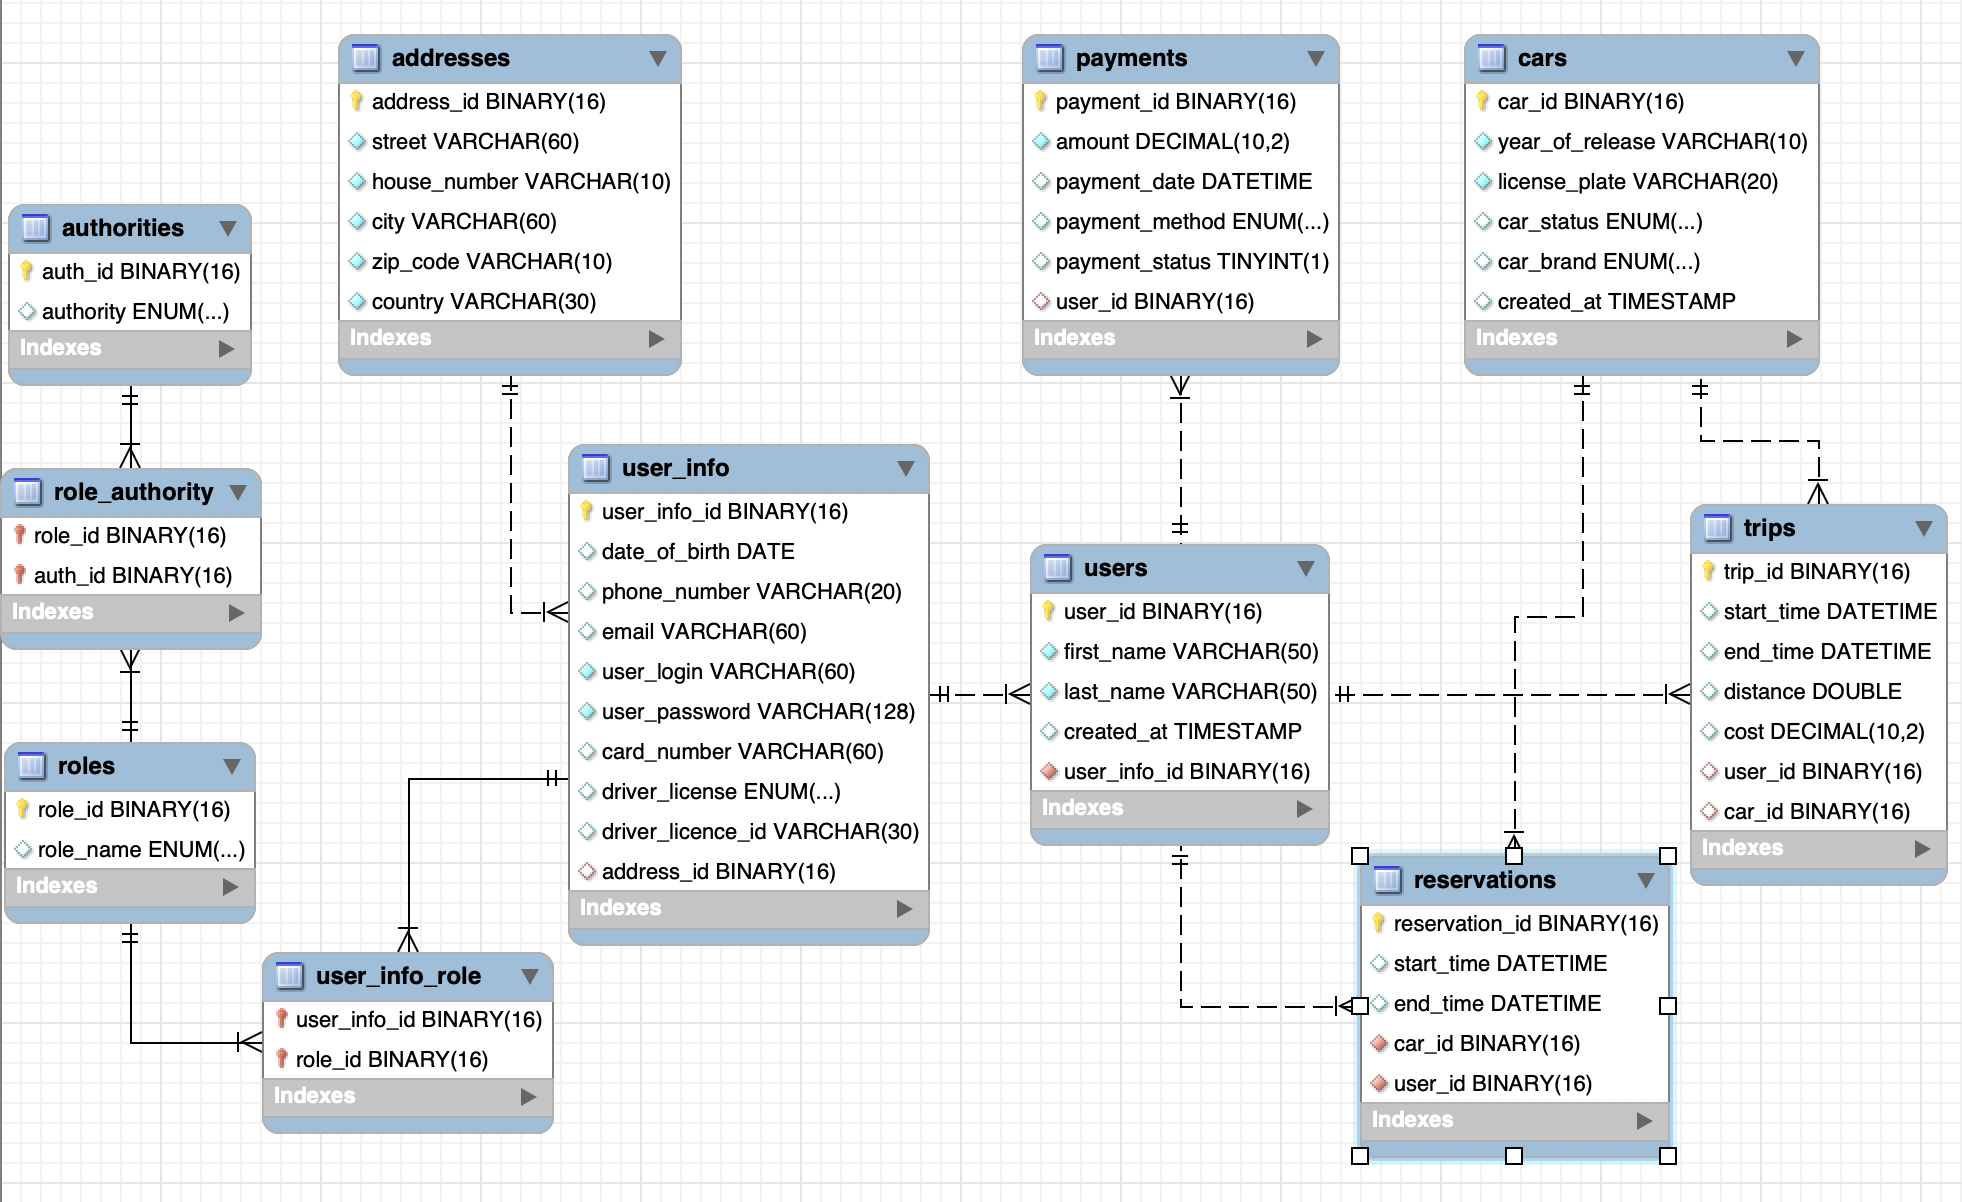 addresses
address_id BINARY(16)
street VARCHAR(60)
house_number VARCHAR(10)
city VARCHAR(60)
zip_code VARCHAR(10)
country VARCHAR(30)
Indexes
payments
payment_id BINARY(16)
amount DECIMAL(10,2)
payment_date DATETIME
payment_method ENUM(...)
payment_status TINYINT(1)
user_id BINARY(16)
Indexes
cars
car_id BINARY(16)
year_of_release VARCHAR(10)
license_plate VARCHAR(20)
car_status ENUM(...)
car_brand ENUM(...)
created_at TIMESTAMP
Indexes
authorities
auth_id BINARY(16)
authority ENUM(...)
Indexes
role_authority
role_id BINARY(16)
auth_id BINARY(16)
Indexes
roles
role_id BINARY(16)
role_name ENUM(...)
Indexes
user_info
user_info_id BINARY(16)
date_of_birth DATE
phone_number VARCHAR(20)
email VARCHAR(60)
user_login VARCHAR(60)
user_password VARCHAR(128)
card_number VARCHAR(60)
driver_license ENUM(...)
driver_licence_id VARCHAR(30)
address_id BINARY(16)
Indexes
users
user_id BINARY(16)
first_name VARCHAR(50)
last_name VARCHAR(50)
created_at TIMESTAMP
user_info_id BINARY(16)
Indexes
trips
trip_id BINARY(16)
start_time DATETIME
end_time DATETIME
distance DOUBLE
cost DECIMAL(10,2)
user_id BINARY(16)
car_id BINARY(16)
Indexes
user_info_role
user_info_id BINARY(16)
role_id BINARY(16)
Indexes
reservations
reservation_id BINARY(16)
start_time DATETIME
end_time DATETIME
car_id BINARY(16)
user_id BINARY(16)
Indexes